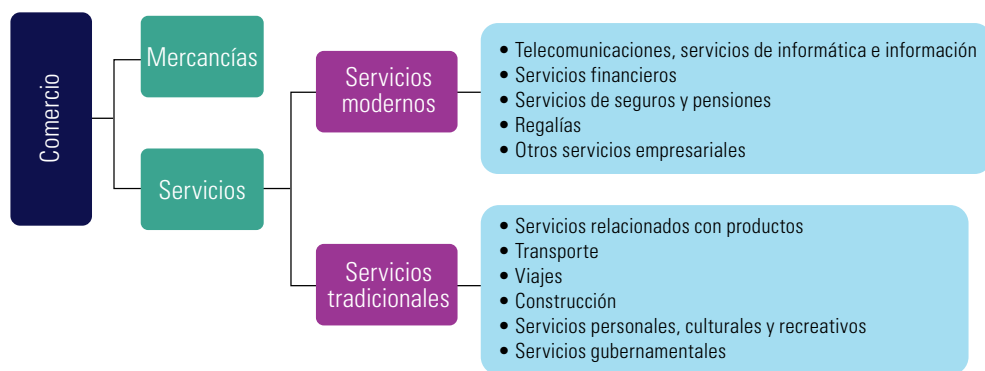 Comercio
Mercancías
Servicios
Servicios
modernos
• Telecomunicaciones, servicios de informática e información
• Servicios financieros
• Servicios de seguros y pensiones
• Regalías
• Otros servicios empresariales
Servicios
tradicionales
• Servicios relacionados con productos
• Transporte
• Viajes
• Construcción
• Servicios personales, culturales y recreativos
• Servicios gubernamentales